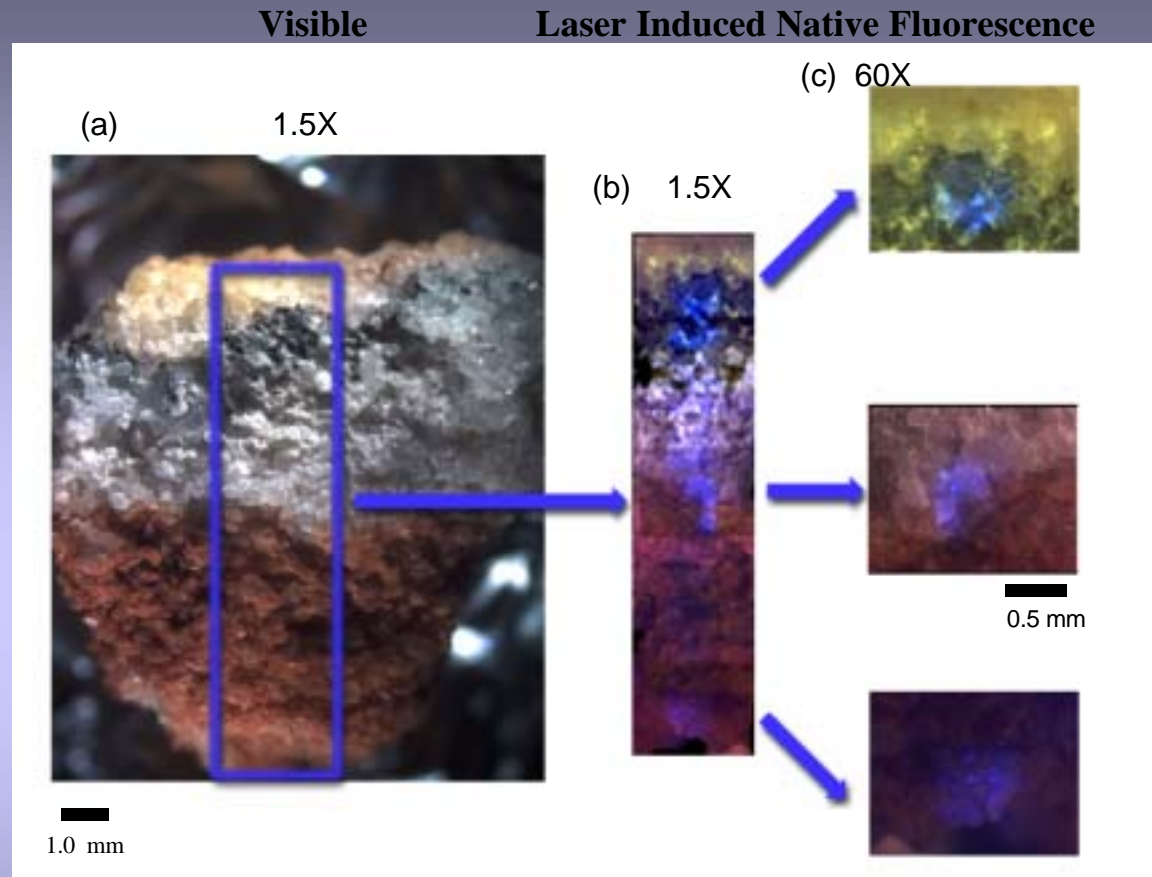 Visible
Laser Induced Native Fluorescence
(a) 1.5X
(b) 1.5X
(c) 60X
0.5 mm
1.0 mm